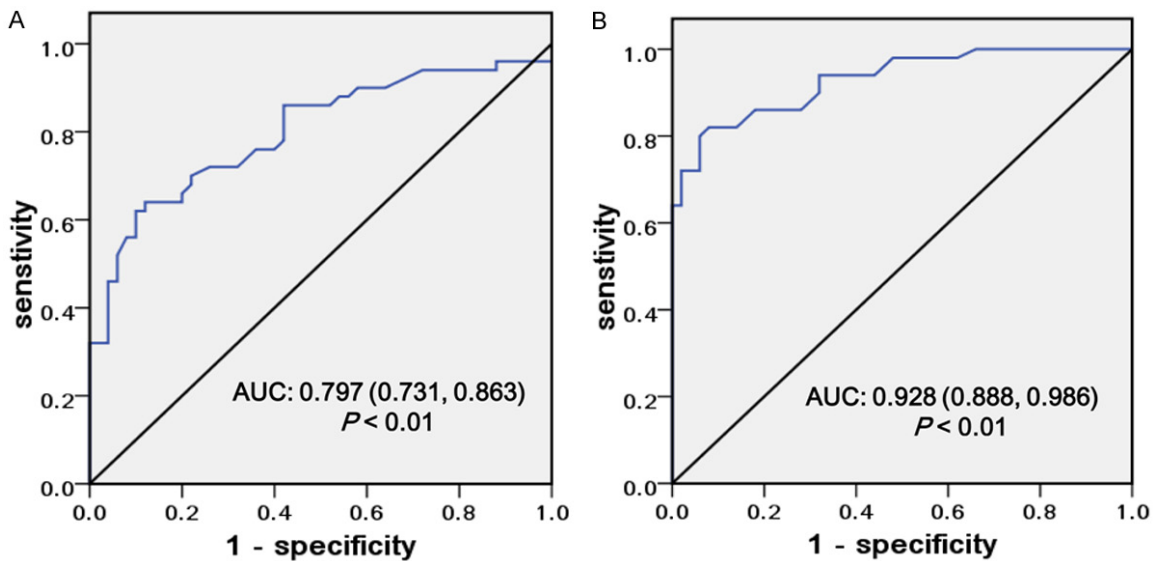 A
1.0
0.8
0.6
0.4
0.2
0.0
senstivity
AUC: 0.797 (0.731, 0.863)
P < 0.01
0.0 0.2 0.4 0.6 0.8 1.0
1 - specificity
B
1.0
0.8
0.6
0.4
0.2
0.0
senstivity
AUC: 0.928 (0.888, 0.986)
P < 0.01
0.0 0.2 0.4 0.6 0.8 1.0
1 - specificity